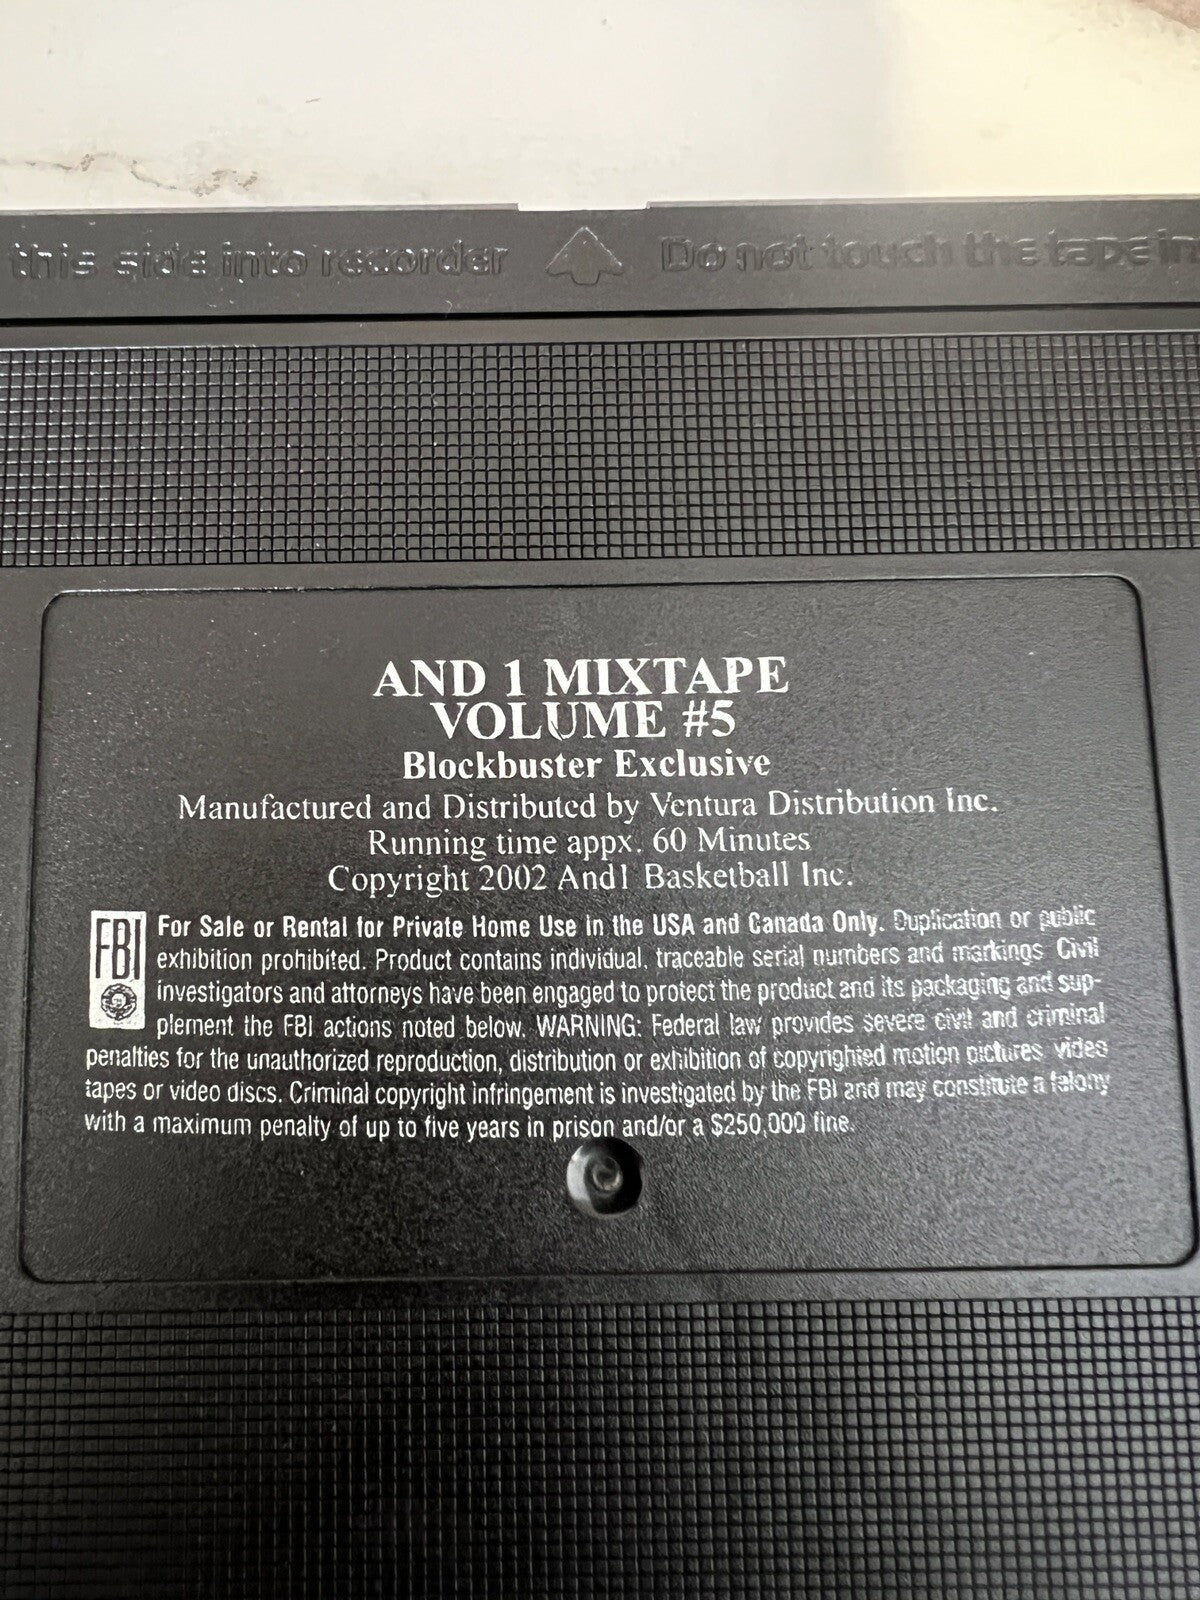 this side into recorder Do not touch the tape in
AND 1 MIXTAPE
VOLUME #5
Blockbuster Exclusive
Manufactured and Distributed by Ventura Distribution Inc.
Running time appx. 60 Minutes
Copyright 2002 And1 Basketball Inc.
FBI
For Sale or Rental for Private Home Use in the USA and Canada Only. Duplication or public
exhibition prohibited. Product contains individual, traceable serial numbers and markings. Civil
investigators and attorneys have been engaged to protect the product and its packaging and sup-
plement the FBI actions noted below. WARNING: Federal law provides severe civil and criminal
penalties for the unauthorized reproduction, distribution or exhibition of copyrighted motion pictures, video
tapes or video discs. Criminal copyright infringement is investigated by the FBI and may constitute a felony
with a maximum penalty of up to five years in prison and/or a $250,000 fine.